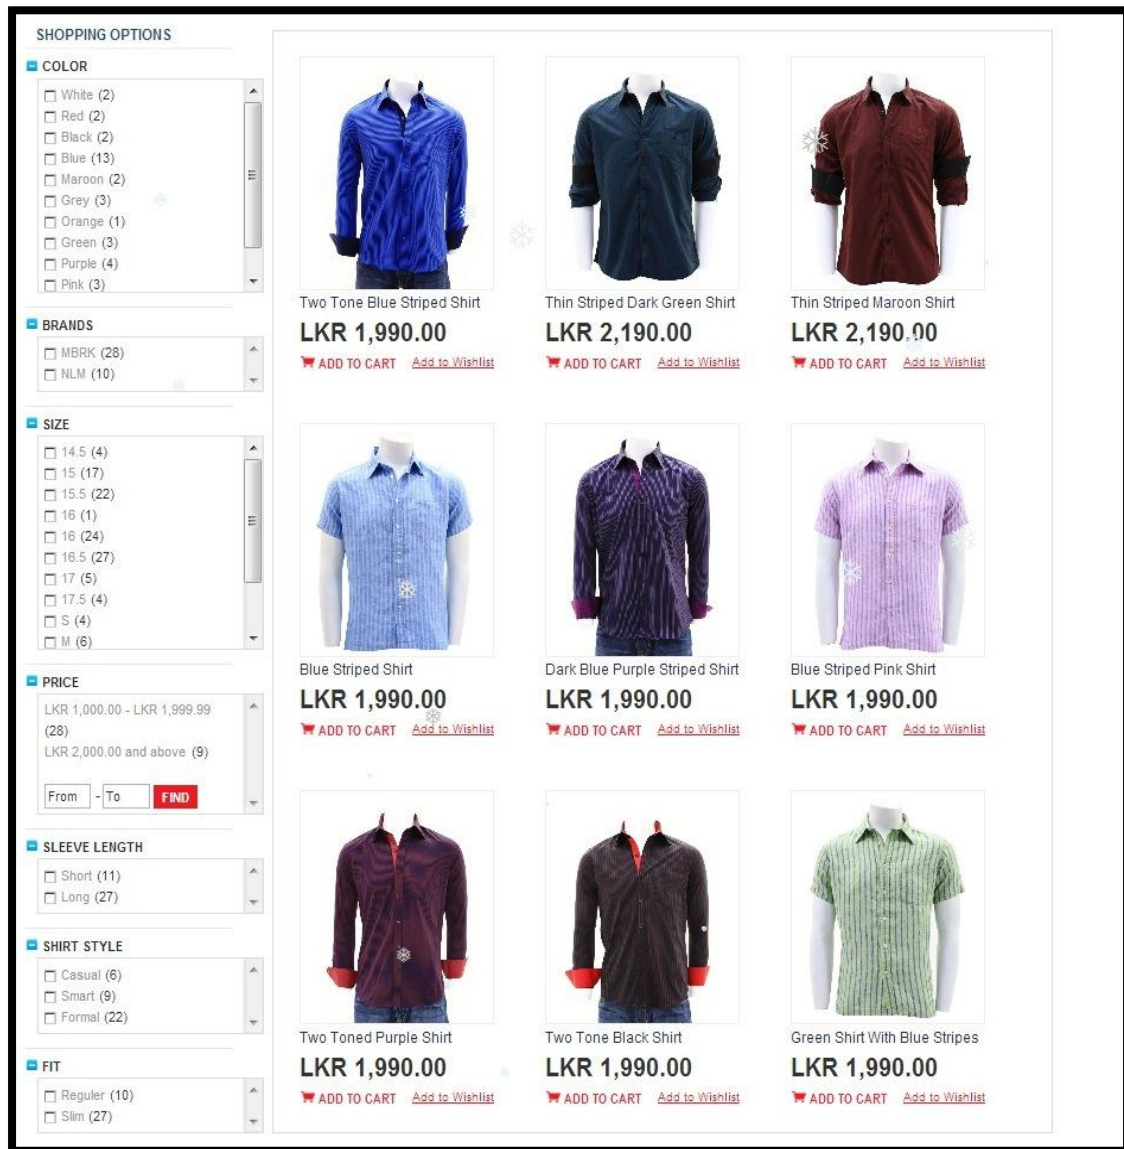 SHOPPING OPTIONS
COLOR
White (2)
Red (2)
Black (2)
Blue (13)
Maroon (2)
Grey (3)
Orange (1)
Green (3)
Purple (4)
Pink (3)
BRANDS
MBRK (28)
NLM (10)
SIZE
14.5 (4)
15 (17)
15.5 (22)
16 (1)
16 (24)
16.5 (27)
17 (5)
17.5 (4)
S (4)
M (6)
PRICE
LKR 1,000.00 - LKR 1,999.99
(28)
LKR 2,000.00 and above (9)
From - To FIND
SLEEVE LENGTH
Short (11)
Long (27)
SHIRT STYLE
Casual (6)
Smart (9)
Formal (22)
FIT
Reguler (10)
Slim (27)
Two Tone Blue Striped Shirt
LKR 1,990.00
ADD TO CART Add to Wishlist
Thin Striped Dark Green Shirt
LKR 2,190.00
ADD TO CART Add to Wishlist
Thin Striped Maroon Shirt
LKR 2,190.00
ADD TO CART Add to Wishlist
Blue Striped Shirt
LKR 1,990.00
ADD TO CART Add to Wishlist
Dark Blue Purple Striped Shirt
LKR 1,990.00
ADD TO CART Add to Wishlist
Blue Striped Pink Shirt
LKR 1,990.00
ADD TO CART Add to Wishlist
Two Toned Purple Shirt
LKR 1,990.00
ADD TO CART Add to Wishlist
Two Tone Black Shirt
LKR 1,990.00
ADD TO CART Add to Wishlist
Green Shirt With Blue Stripes
LKR 1,990.00
ADD TO CART Add to Wishlist